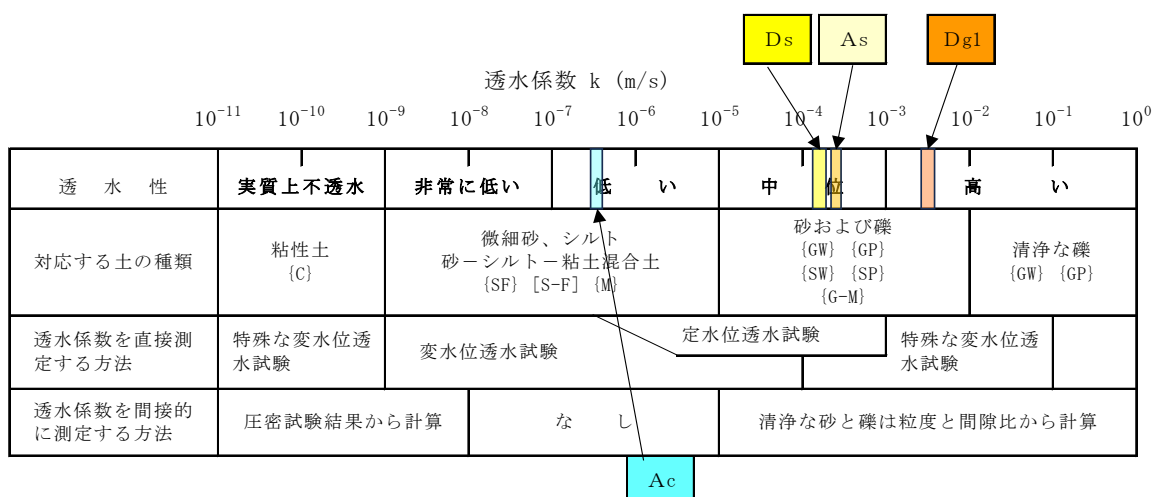 Ds As Dg1
透水係数 k (m/s)
10⁻¹¹ 10⁻¹⁰ 10⁻⁹ 10⁻⁸ 10⁻⁷ 10⁻⁶ 10⁻⁵ 10⁻⁴ 10⁻³ 10⁻² 10⁻¹ 10⁰
透 水 性 実質上不透水 非常に低い 低 い 中 位 高 い
対応する土の種類
粘性土
{C}
微細砂、シルト
砂－シルト－粘土混合土
{SF} [S-F] {M}
砂および礫
{GW} {GP}
{SW} {SP}
{G-M}
清浄な礫
{GW} {GP}
透水係数を直接測
定する方法
特殊な変水位透
水試験
変水位透水試験
定水位透水試験
特殊な変水位透
水試験
透水係数を間接的
に測定する方法
圧密試験結果から計算
な し
清浄な砂と礫は粒度と間隙比から計算
Ac